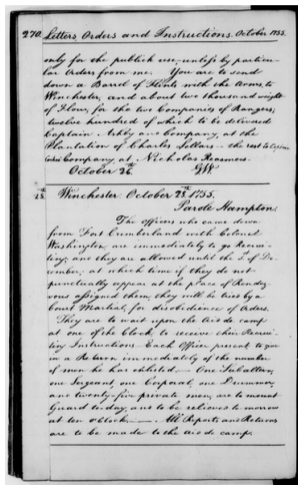 270. Letters, Orders and Instructions. October 1755.
only for the publick use, unless by particu-
lar Orders from me. You are to send
down a Barrel of Flints with the Arms, to
Winchester, and about two thousand weight
of Flour, for the two Companies of Rangers;
twelve hundred of which to be delivered
Captain Ashby and Company, at the
Plantation of Charles Sellars - the rest to Captain
Cockes Company, at Nicholas Reasmers.
October 26. GW.
28. Winchester, October 28th, 1755.
Parole Hampton.
The officers who came down
from Fort Cumberland with Colonel
Washington, are immediately to go Recrui-
ting; and they are allowed until the 1st of De-
cember, at which time if they do not
punctually appear at the place of Rendez-
vous assigned them, they will be tried by a
Court Martial, for disobedience of Orders.
They are to wait upon the Aid de camp
at one of the Clock, to receive their Recrui-
ting Instructions. Each Officer present to give
in a Return immediately of the number
of men he has enlisted. - One Subaltern,
one Sergeant, one Corporal, one Drummer,
and twenty-five private men, are to mount
Guard to day, and to be relieved to-morrow
at ten o'clock. - All Reports and Returns
are to be made to the Aid de camp.